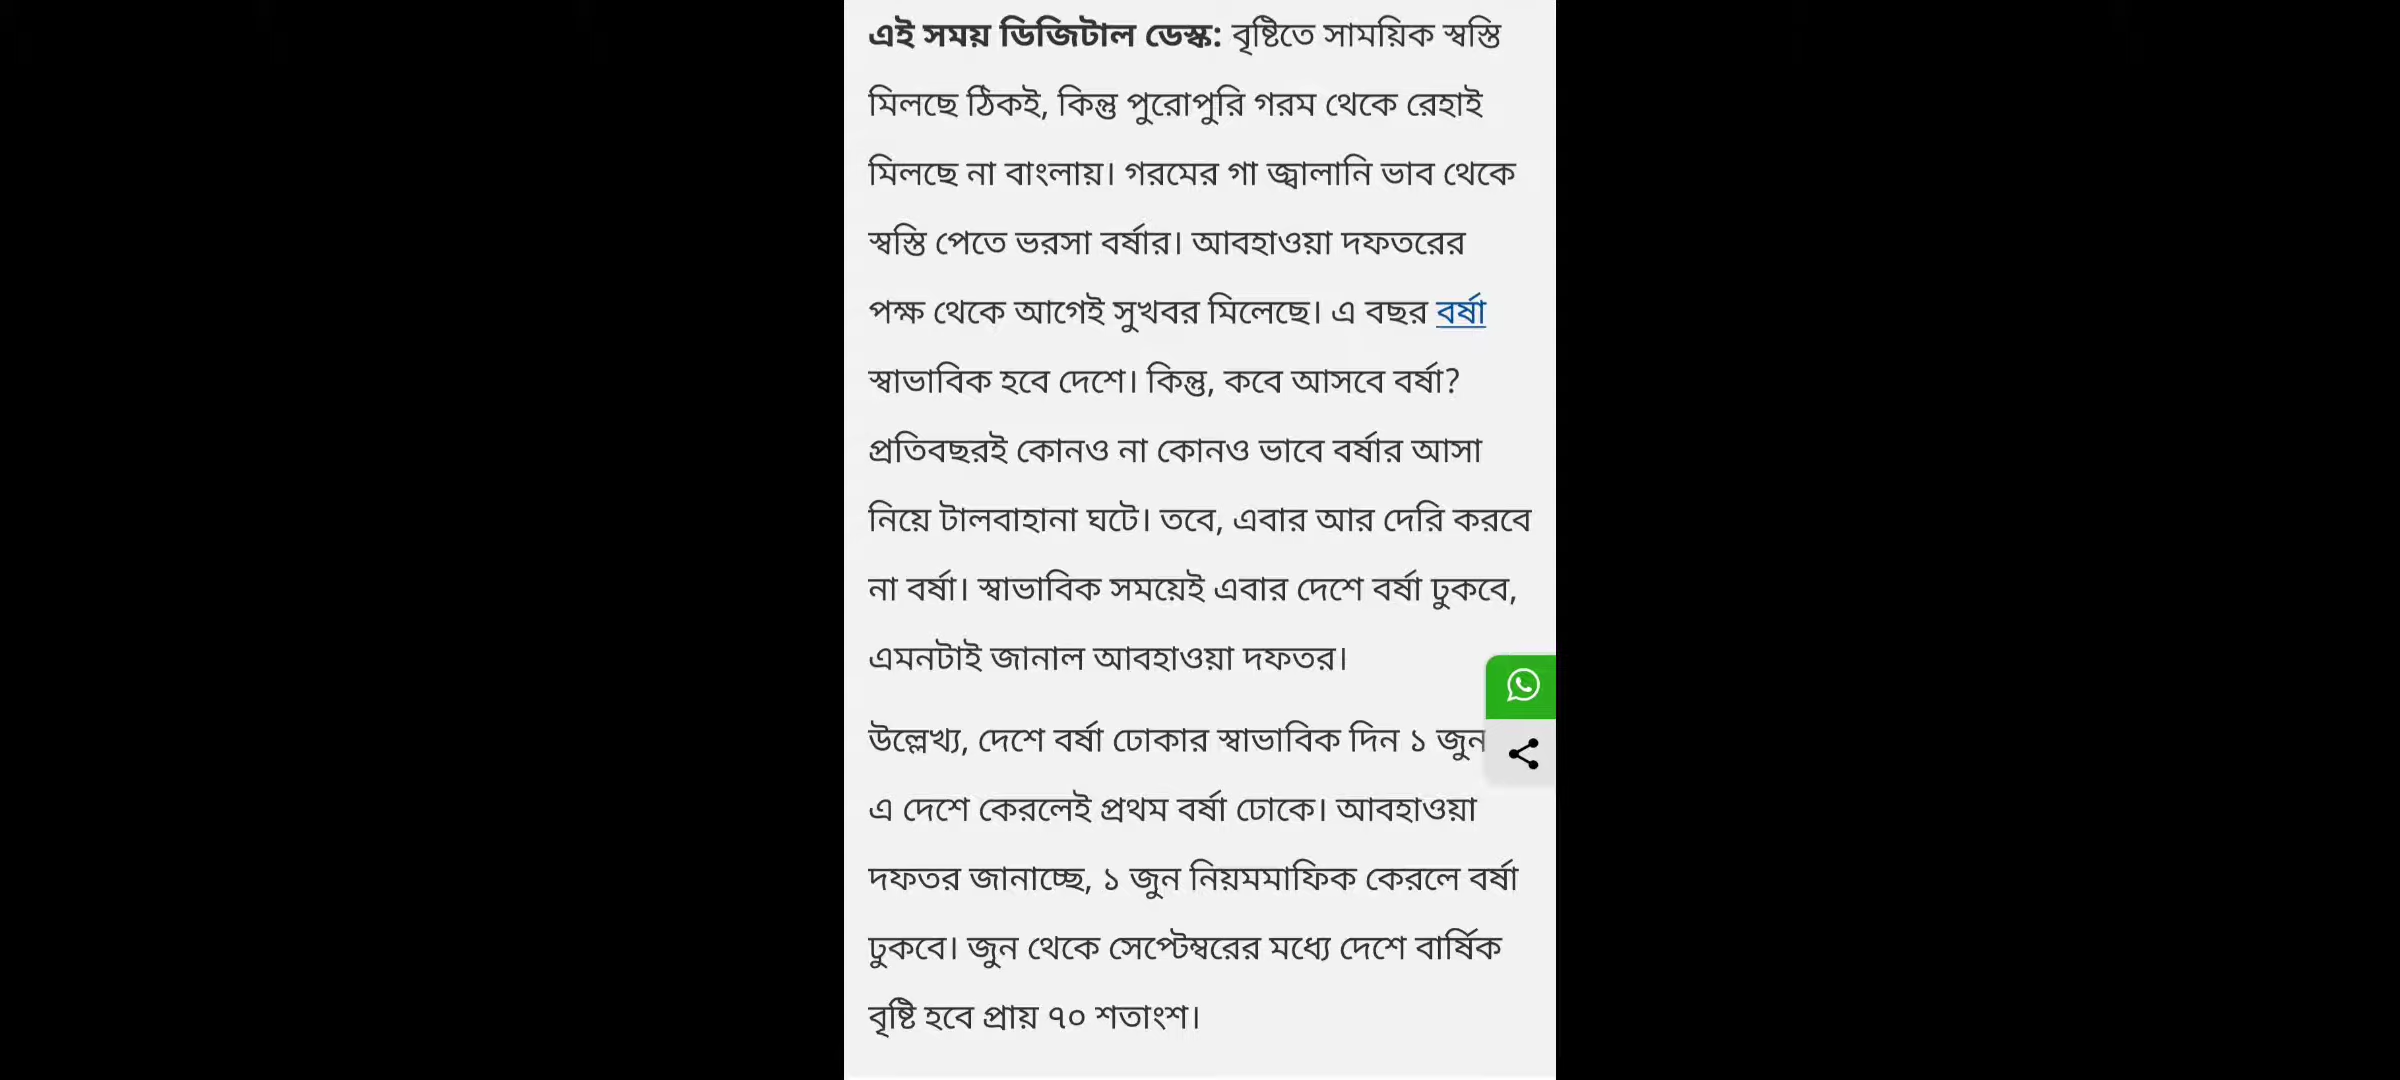 এই সময় ডিজিটাল ডেস্ক: বৃষ্টিতে সাময়িক স্বস্তি
মিলছে ঠিকই, কিন্তু পুরোপুরি গরম থেকে রেহাই
মিলছে না বাংলায়। গরমের গা জ্বালানি ভাব থেকে
স্বস্তি পেতে ভরসা বর্ষার। আবহাওয়া দফতরের
পক্ষ থেকে আগেই সুখবর মিলেছে। এ বছর বর্ষা
স্বাভাবিক হবে দেশে। কিন্তু, কবে আসবে বর্ষা?
প্রতিবছরই কোনও না কোনও ভাবে বর্ষার আসা
নিয়ে টালবাহানা ঘটে। তবে, এবার আর দেরি করবে
না বর্ষা। স্বাভাবিক সময়েই এবার দেশে বর্ষা ঢুকবে,
এমনটাই জানাল আবহাওয়া দফতর।
উল্লেখ্য, দেশে বর্ষা ঢোকার স্বাভাবিক দিন ১ জুন
এ দেশে কেরলেই প্রথম বর্ষা ঢোকে। আবহাওয়া
দফতর জানাচ্ছে, ১ জুন নিয়মমাফিক কেরলে বর্ষা
ঢুকবে। জুন থেকে সেপ্টেম্বরের মধ্যে দেশে বার্ষিক
বৃষ্টি হবে প্রায় ৭০ শতাংশ।